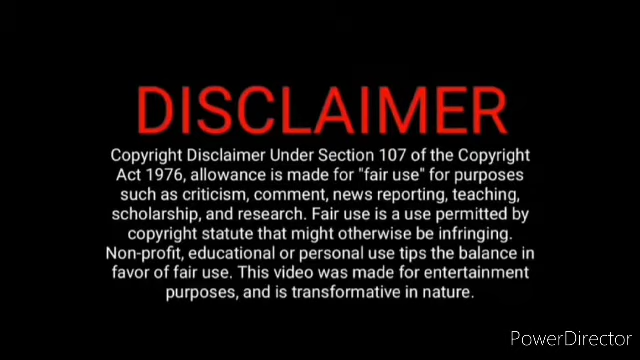 DISCLAIMER
Copyright Disclaimer Under Section 107 of the Copyright
Act 1976, allowance is made for "fair use" for purposes
such as criticism, comment, news reporting, teaching,
scholarship, and research. Fair use is a use permitted by
copyright statute that might otherwise be infringing.
Non-profit, educational or personal use tips the balance in
favor of fair use. This video was made for entertainment
purposes, and is transformative in nature.
PowerDirector